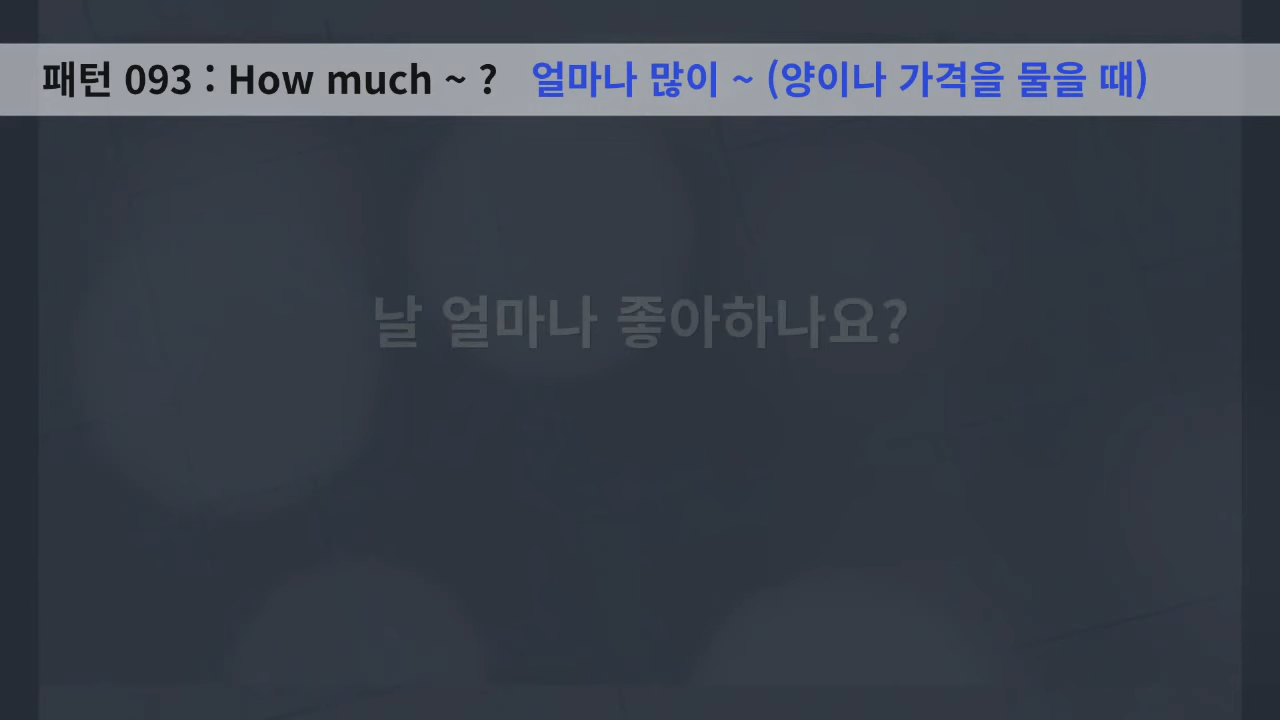 패턴 093 : How much ~ ? 얼마나 많이 ~ (양이나 가격을 물을 때)
날 얼마나 좋아하나요?